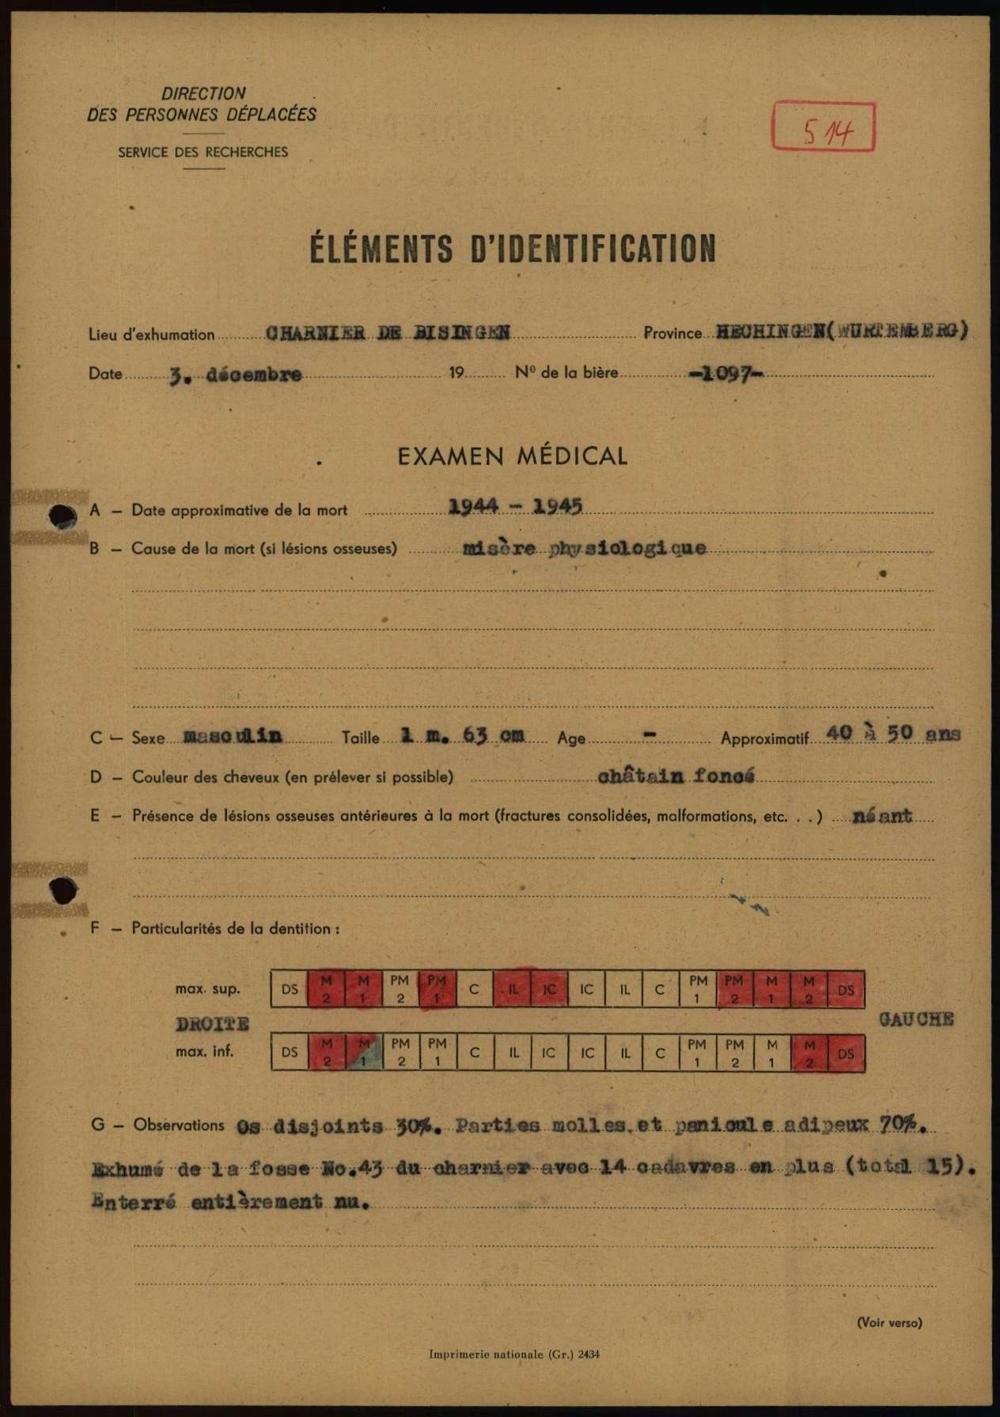 DIRECTION
DES PERSONNES DÉPLACÉES
SERVICE DES RECHERCHES
514
ÉLÉMENTS D'IDENTIFICATION
Lieu d'exhumation CHARNIER DE BISINGEN Province HECHINGEN(WURTEMBERG)
Date 3. décembre 19 Nº de la bière -1097-
EXAMEN MÉDICAL
A – Date approximative de la mort 1944 - 1945
B – Cause de la mort (si lésions osseuses) misère physiologique
C – Sexe masculin Taille 1 m. 63 cm Age - Approximatif 40 à 50 ans
D – Couleur des cheveux (en prélever si possible) châtain foncé
E – Présence de lésions osseuses antérieures à la mort (fractures consolidées, malformations, etc. . .) néant
F – Particularités de la dentition :
max. sup. DS M 2 M 1 PM 2 PM 1 C IL IC IC IL C PM 1 PM 2 M 1 M 2 DS
DROITE GAUCHE
max. inf. DS M 2 M 1 PM 2 PM 1 C IL IC IC IL C PM 1 PM 2 M 1 M 2 DS
G – Observations Os disjoints 30%. Parties molles et panicule adipeux 70%.
Exhumé de la fosse No.43 du charnier avec 14 cadavres en plus (total 15).
Enterré entièrement nu.
(Voir verso)
Imprimerie nationale (Gr.) 2434